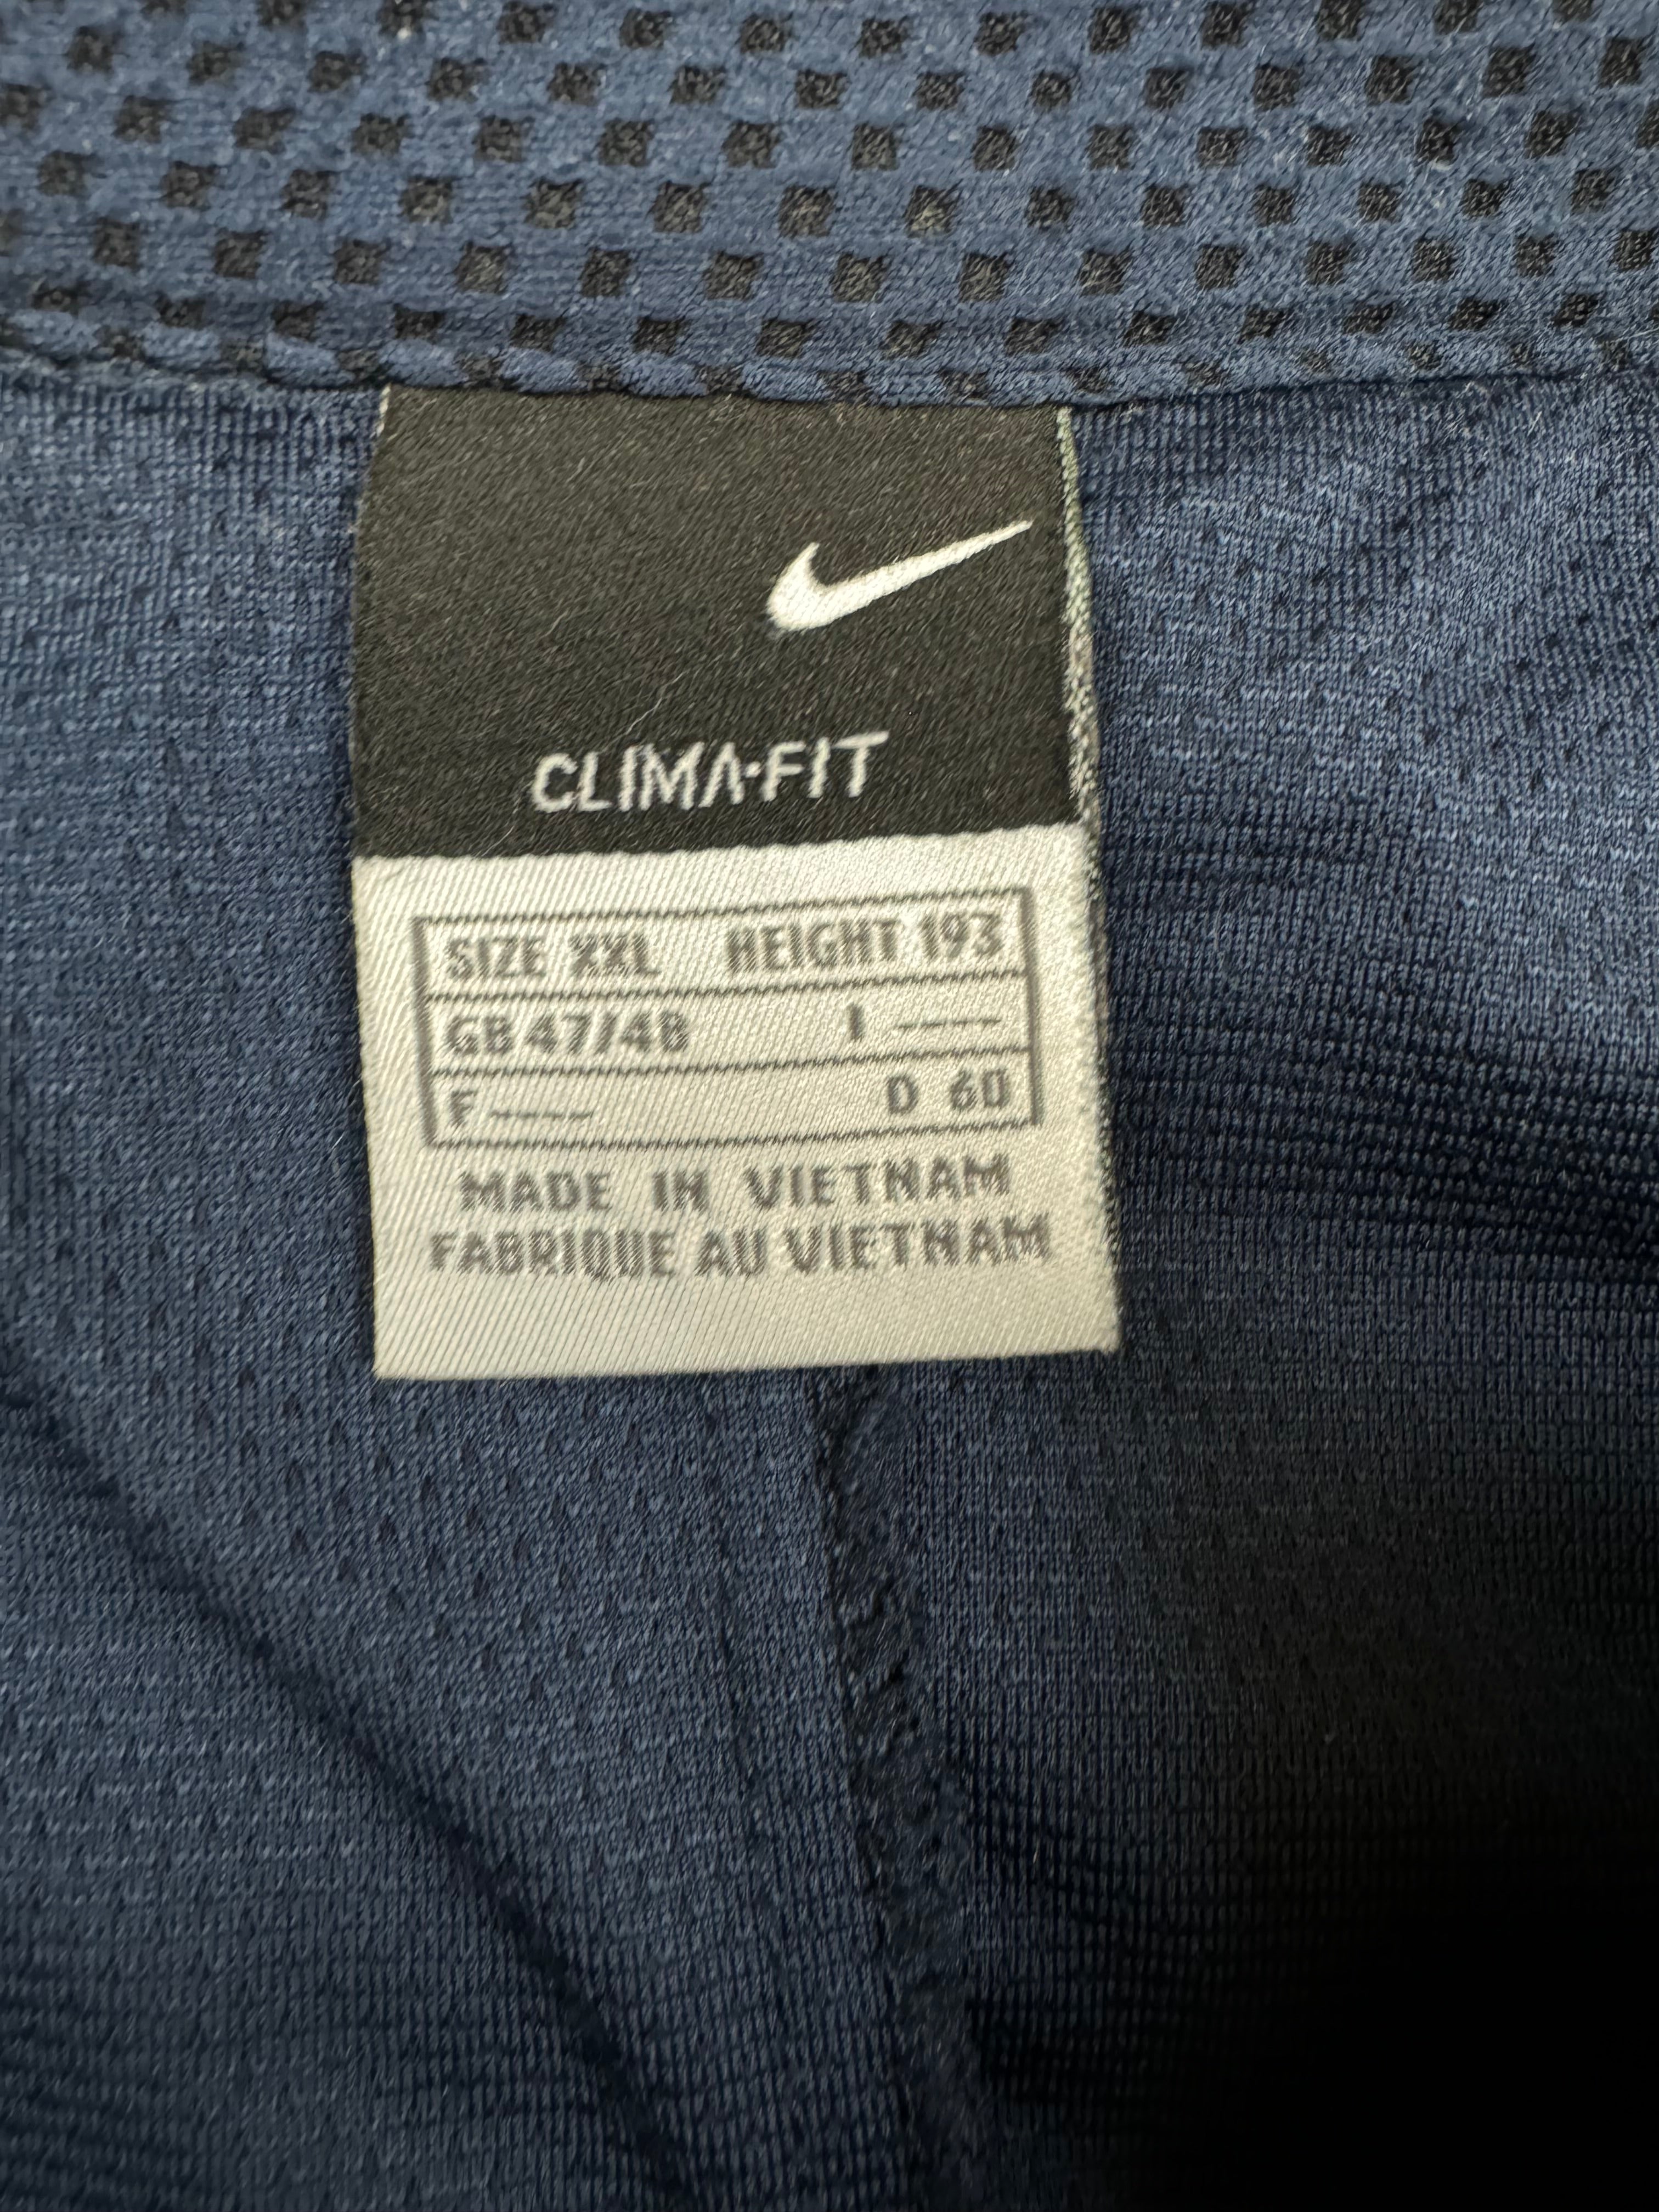 CLIMA·FIT
SIZE XXL HEIGHT 193
GB 47/48 I ----
F ---- D 60
MADE IN VIETNAM
FABRIQUE AU VIETNAM